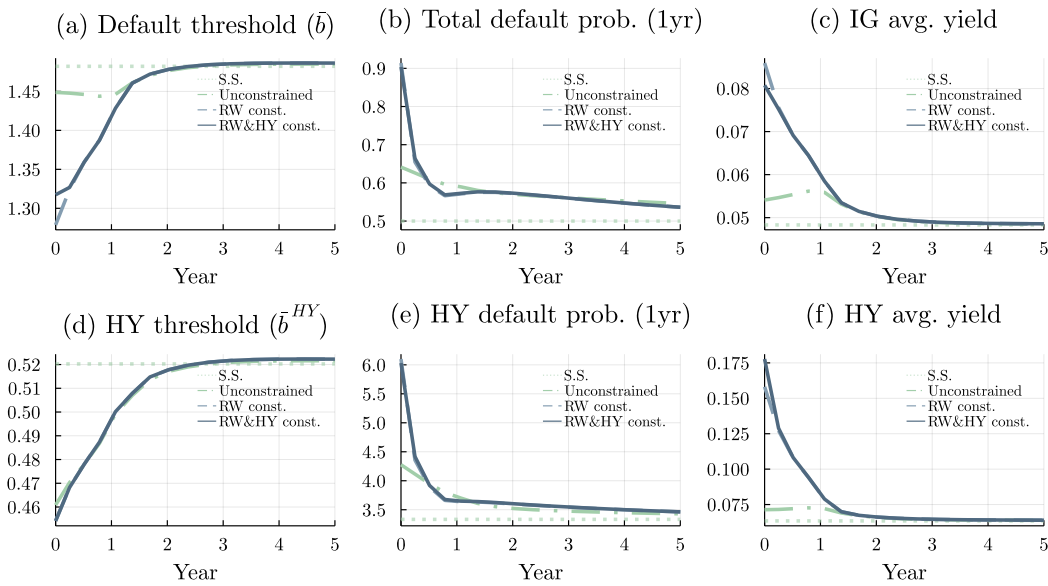 (a) Default threshold (b̄)
1.45
1.40
1.35
1.30
S.S.
Unconstrained
RW const.
RW&HY const.
0 1 2 3 4 5
Year
(b) Total default prob. (1yr)
0.9
0.8
0.7
0.6
0.5
S.S.
Unconstrained
RW const.
RW&HY const.
0 1 2 3 4 5
Year
(c) IG avg. yield
0.08
0.07
0.06
0.05
S.S.
Unconstrained
RW const.
RW&HY const.
0 1 2 3 4 5
Year
(d) HY threshold (b̄^HY)
0.52
0.51
0.50
0.49
0.48
0.47
0.46
S.S.
Unconstrained
RW const.
RW&HY const.
0 1 2 3 4 5
Year
(e) HY default prob. (1yr)
6.0
5.5
5.0
4.5
4.0
3.5
S.S.
Unconstrained
RW const.
RW&HY const.
0 1 2 3 4 5
Year
(f) HY avg. yield
0.175
0.150
0.125
0.100
0.075
S.S.
Unconstrained
RW const.
RW&HY const.
0 1 2 3 4 5
Year